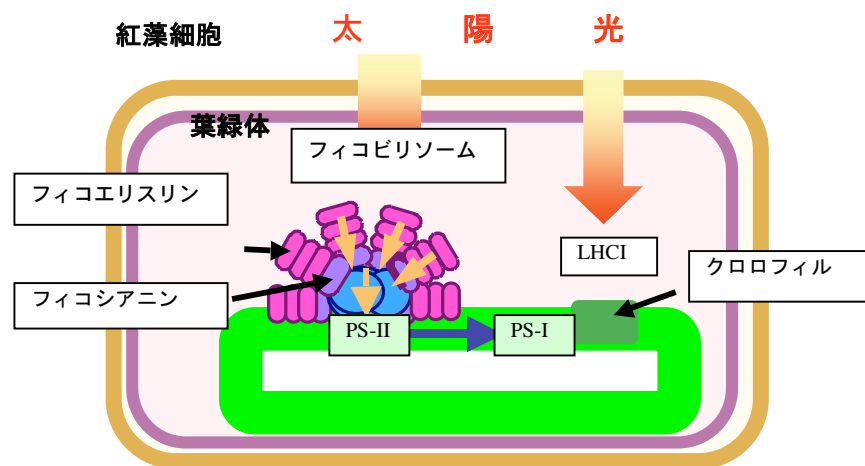 紅藻細胞
太陽光
葉緑体
フィコビリソーム
フィコエリスリン
LHCI
クロロフィル
フィコシアニン
PS-II
PS-I